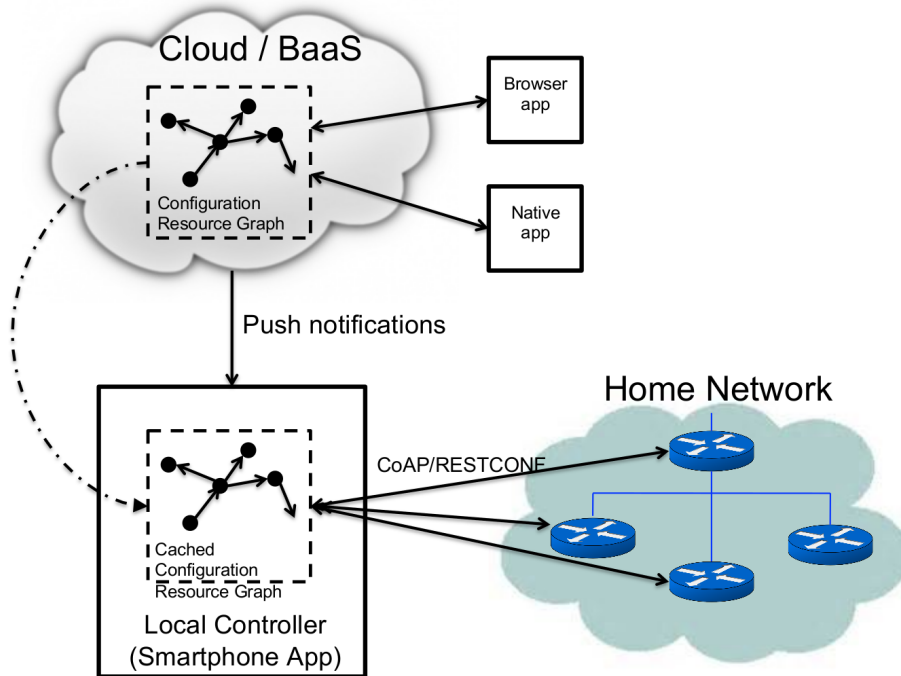 Cloud / BaaS
Browser
app
Configuration
Resource Graph
Native
app
Push notifications
Home Network
CoAP/RESTCONF
Cached
Configuration
Resource Graph
Local Controller
(Smartphone App)